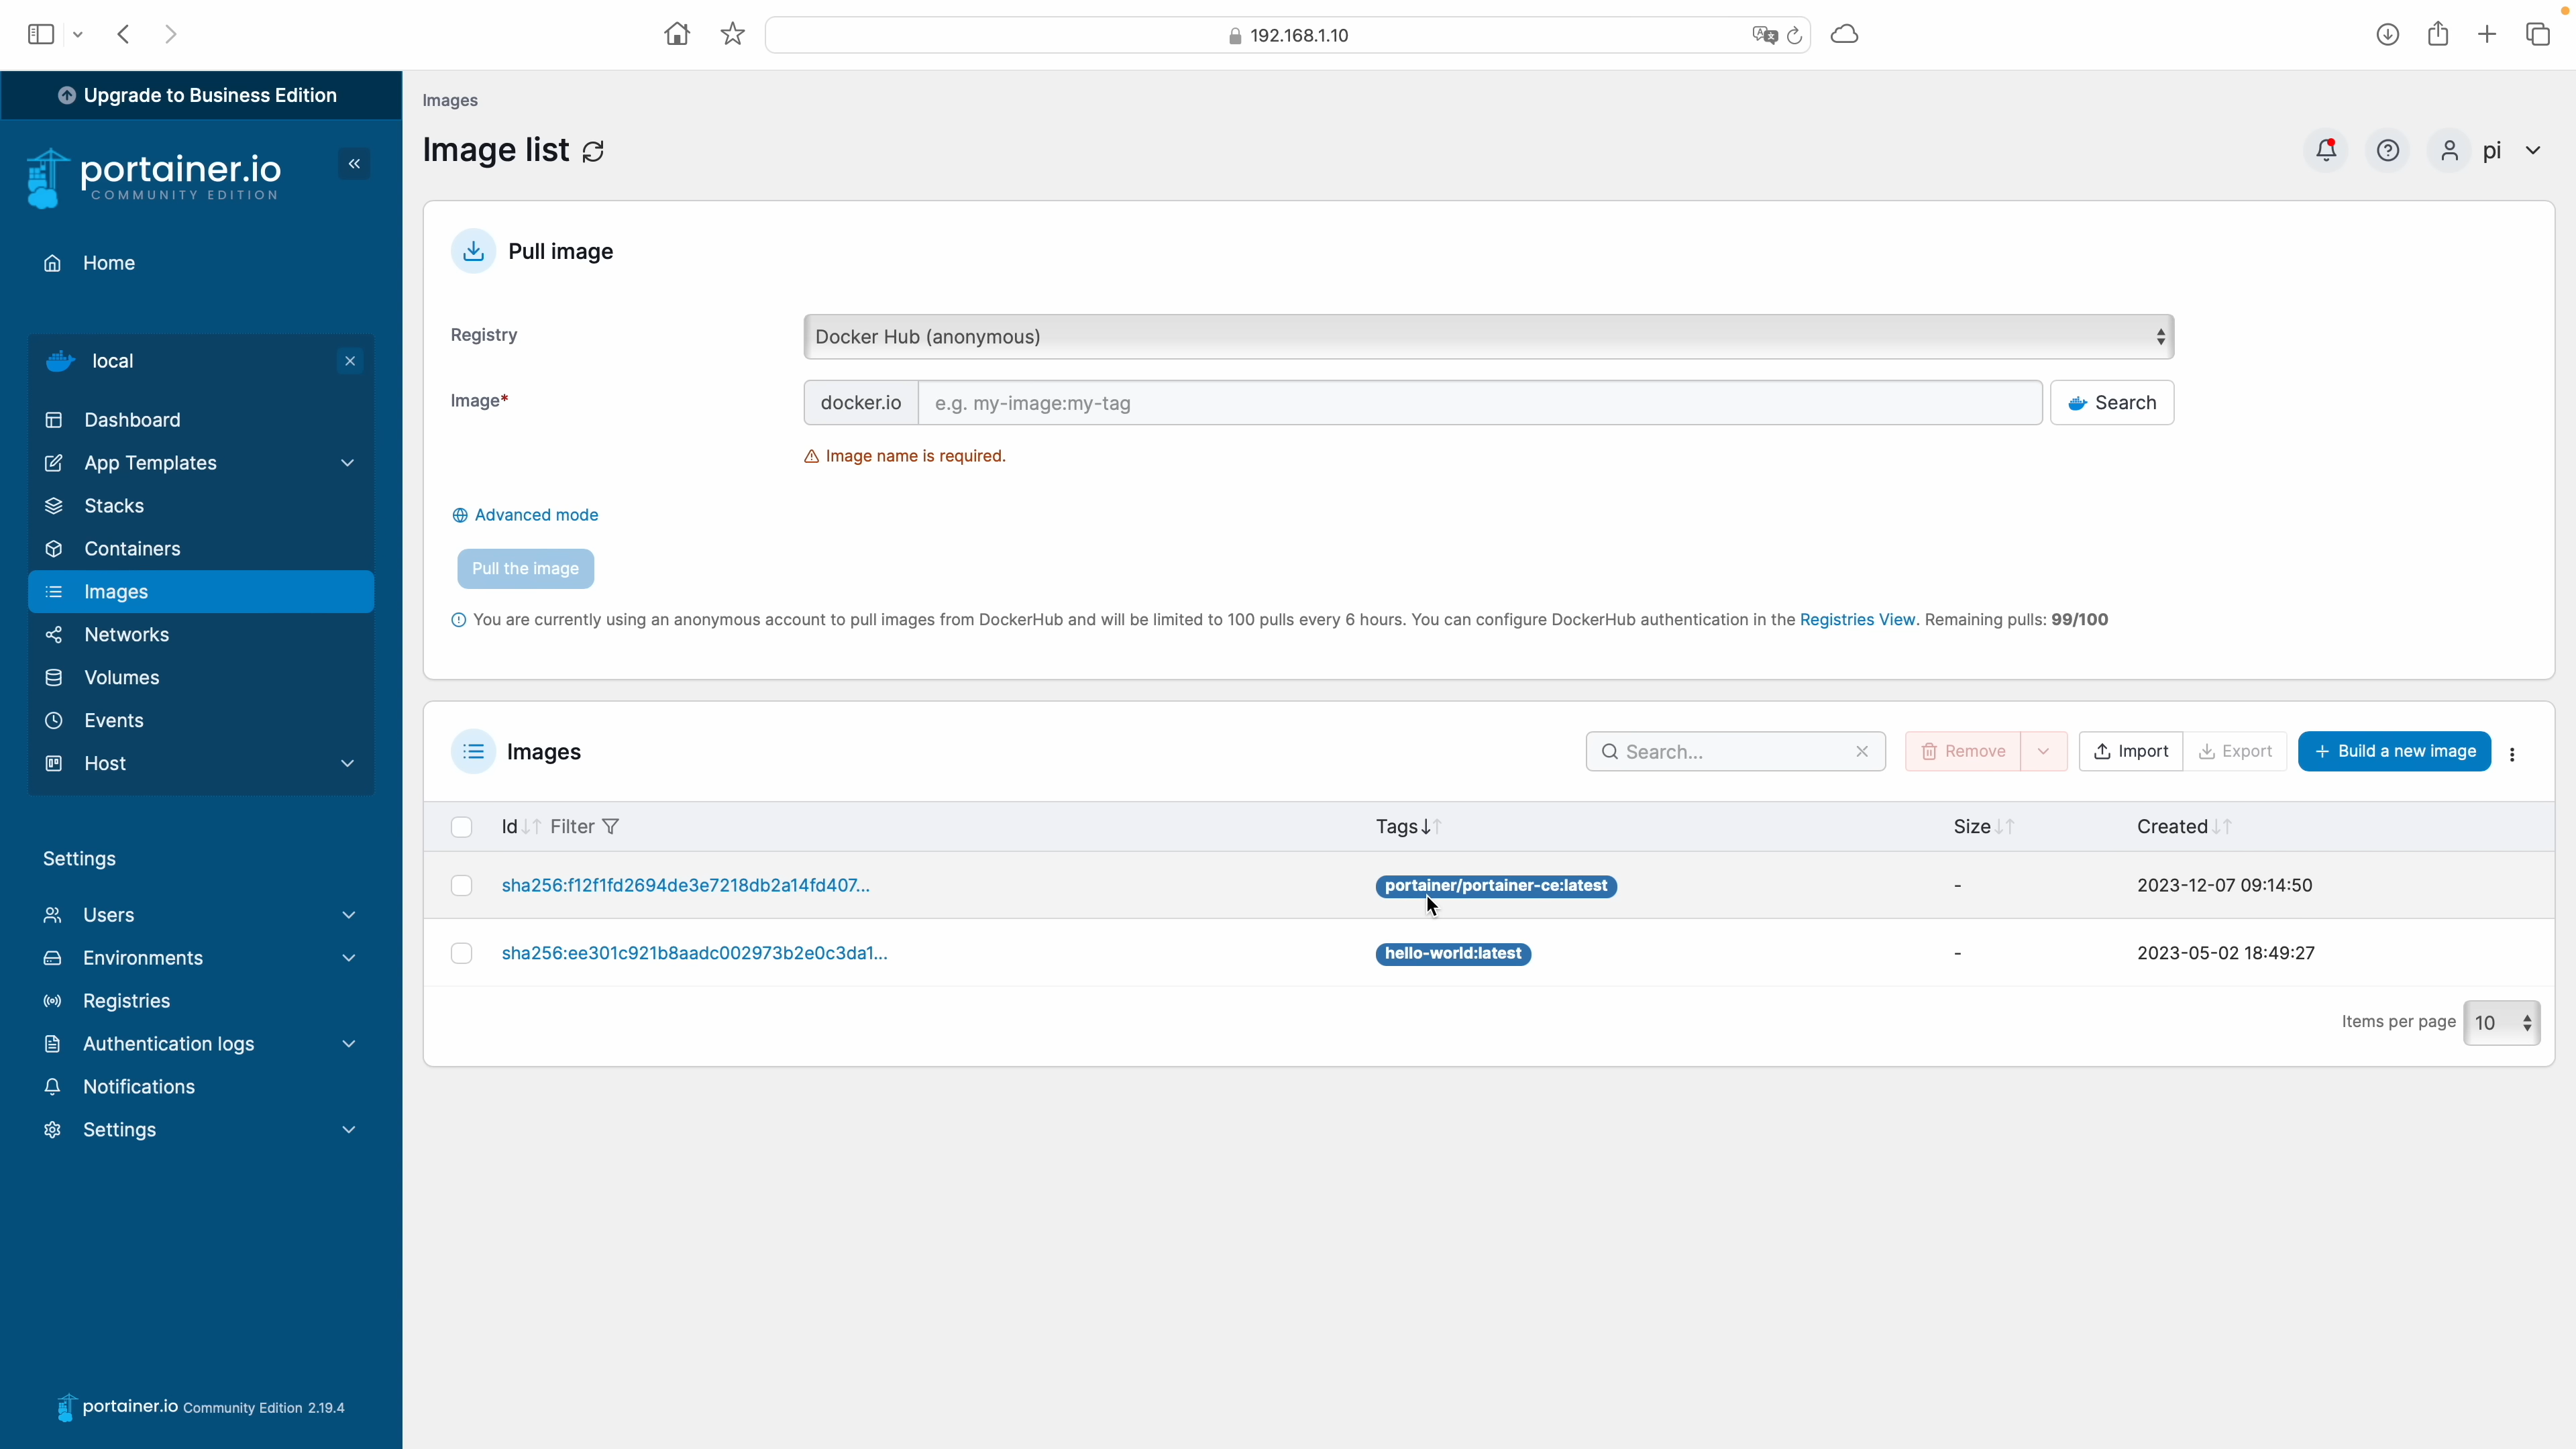 192.168.1.10
Upgrade to Business Edition
portainer.io
COMMUNITY EDITION
Home
local
Dashboard
App Templates
Stacks
Containers
Images
Networks
Volumes
Events
Host
Settings
Users
Environments
Registries
Authentication logs
Notifications
Settings
portainer.io Community Edition 2.19.4
Images
Image list
pi
Pull image
Registry
Docker Hub (anonymous)
Image*
docker.io
e.g. my-image:my-tag
Search
Image name is required.
Advanced mode
Pull the image
You are currently using an anonymous account to pull images from DockerHub and will be limited to 100 pulls every 6 hours. You can configure DockerHub authentication in the Registries View. Remaining pulls: 99/100
Images
Search...
Remove
Import
Export
Build a new image
Id Filter Tags Size Created
sha256:f12f1fd2694de3e7218db2a14fd407... portainer/portainer-ce:latest - 2023-12-07 09:14:50
sha256:ee301c921b8aadc002973b2e0c3da1... hello-world:latest - 2023-05-02 18:49:27
Items per page 10